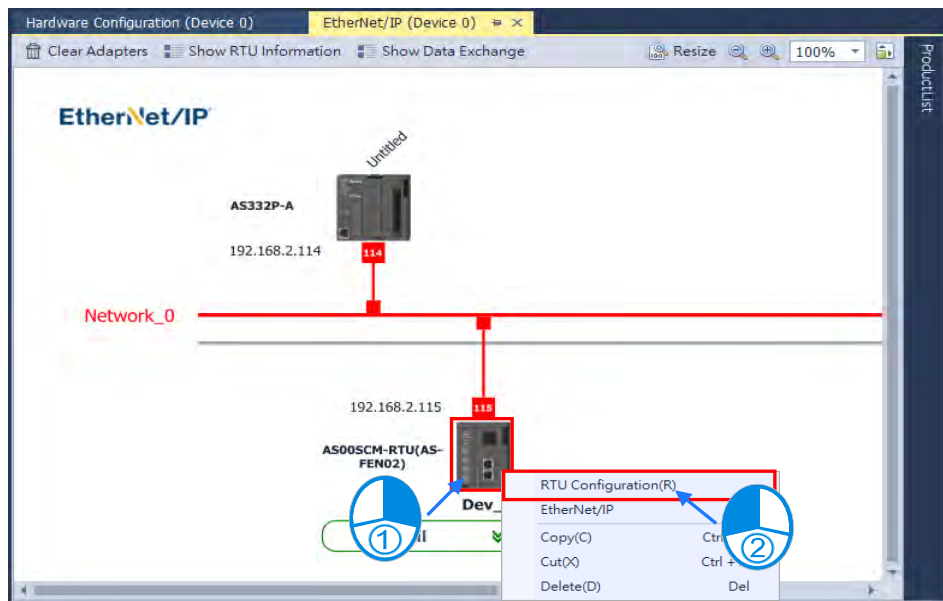 Hardware Configuration (Device 0) EtherNet/IP (Device 0)
Clear Adapters Show RTU Information Show Data Exchange Resize 100%
ProductList
EtherNet/IP
Untitled
AS332P-A
192.168.2.114
114
Network_0
192.168.2.115
115
AS00SCM-RTU(AS-
FEN02)
RTU Configuration(R)
Dev_
EtherNet/IP
① ②
Copy(C)
Cut(X) Ctrl +
Delete(D) Del